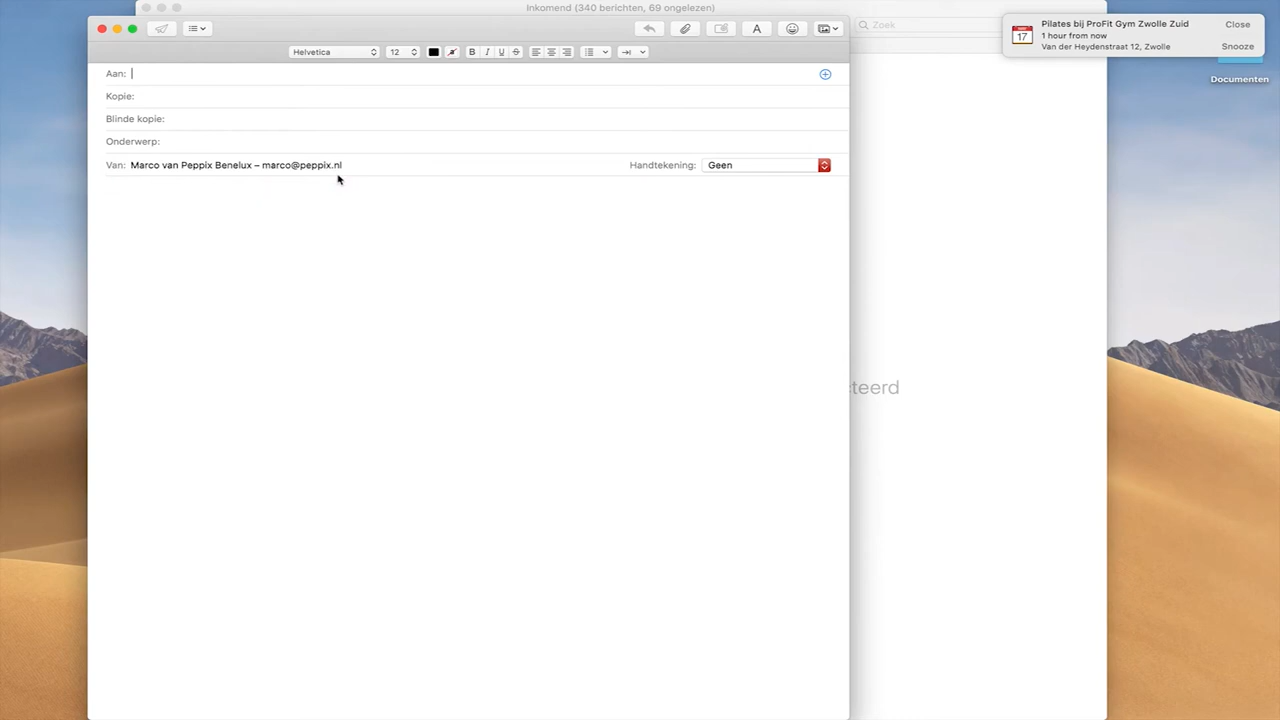 Inkomend (340 berichten, 69 ongelezen)
Zoek
Pilates bij ProFit Gym Zwolle Zuid
1 hour from now
Van der Heydenstraat 12, Zwolle
Close
Snooze
17
Documenten
Helvetica
12
B I U S
A
Aan:
Kopie:
Blinde kopie:
Onderwerp:
Van: Marco van Peppix Benelux – marco@peppix.nl
Handtekening: Geen
cteerd